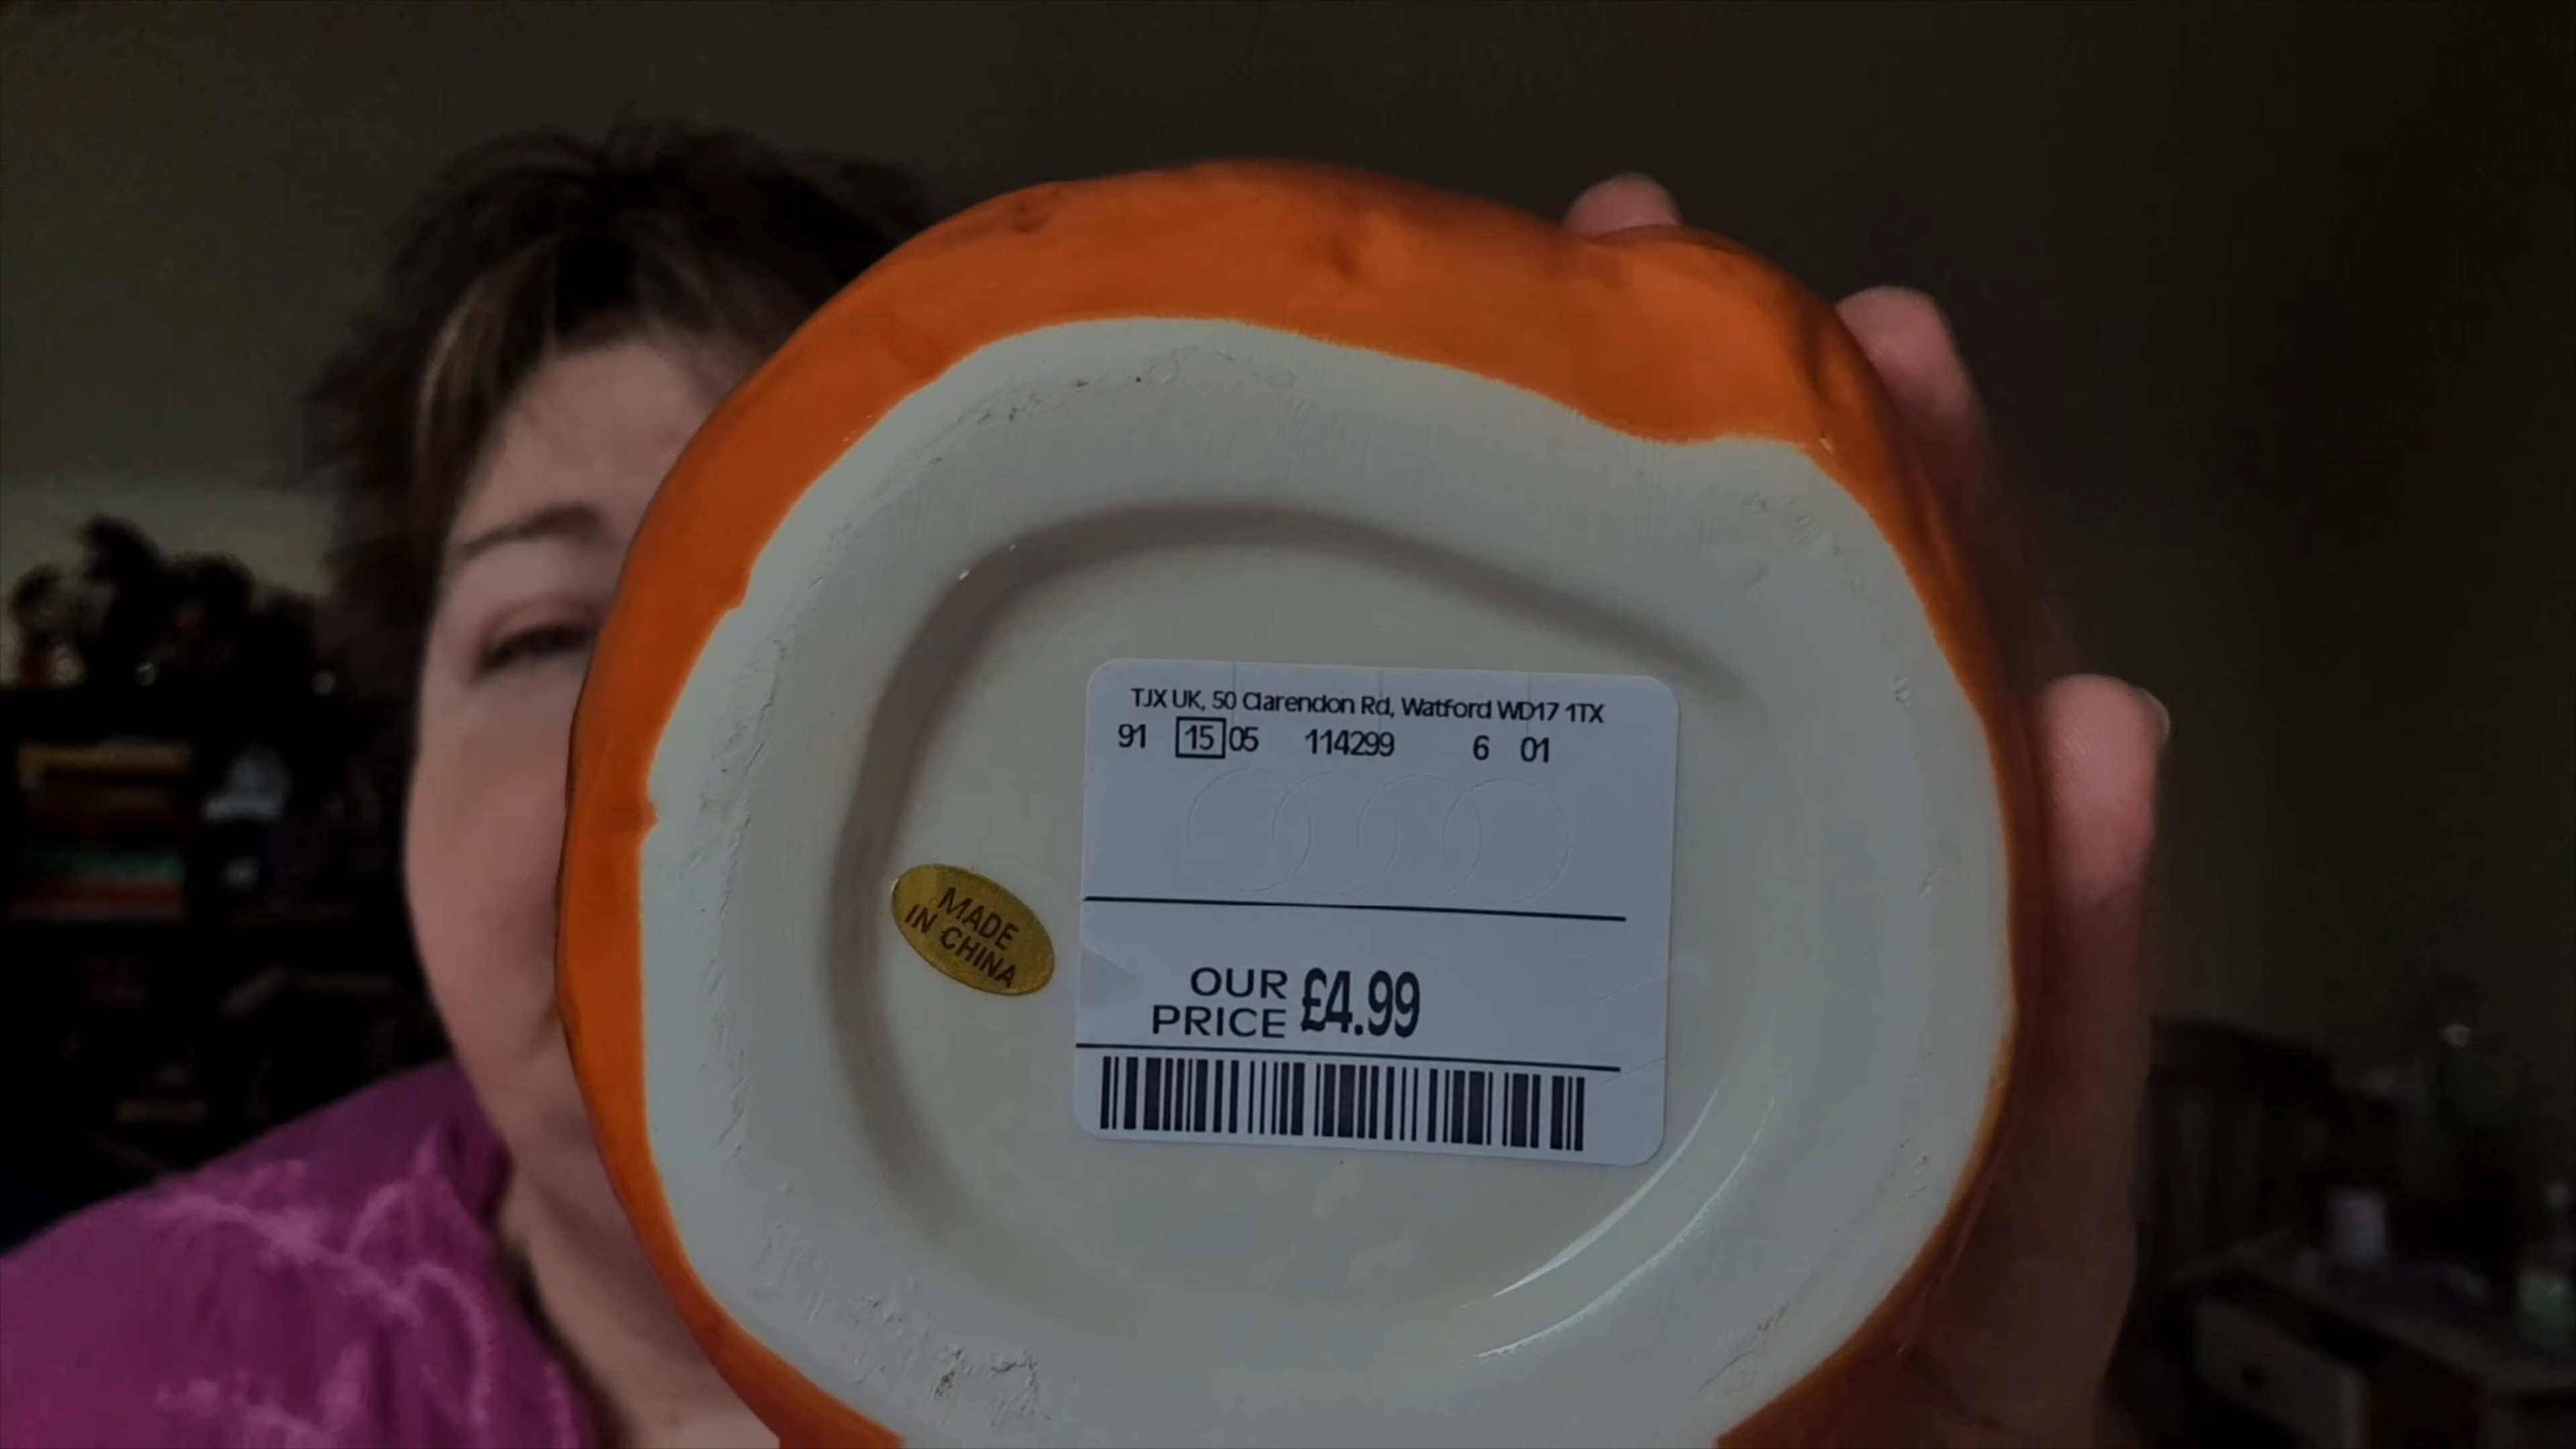 TJX UK, 50 Clarendon Rd, Watford WD17 1TX
91 15 05 114299 6 01
MADE
IN CHINA
OUR
PRICE £4.99